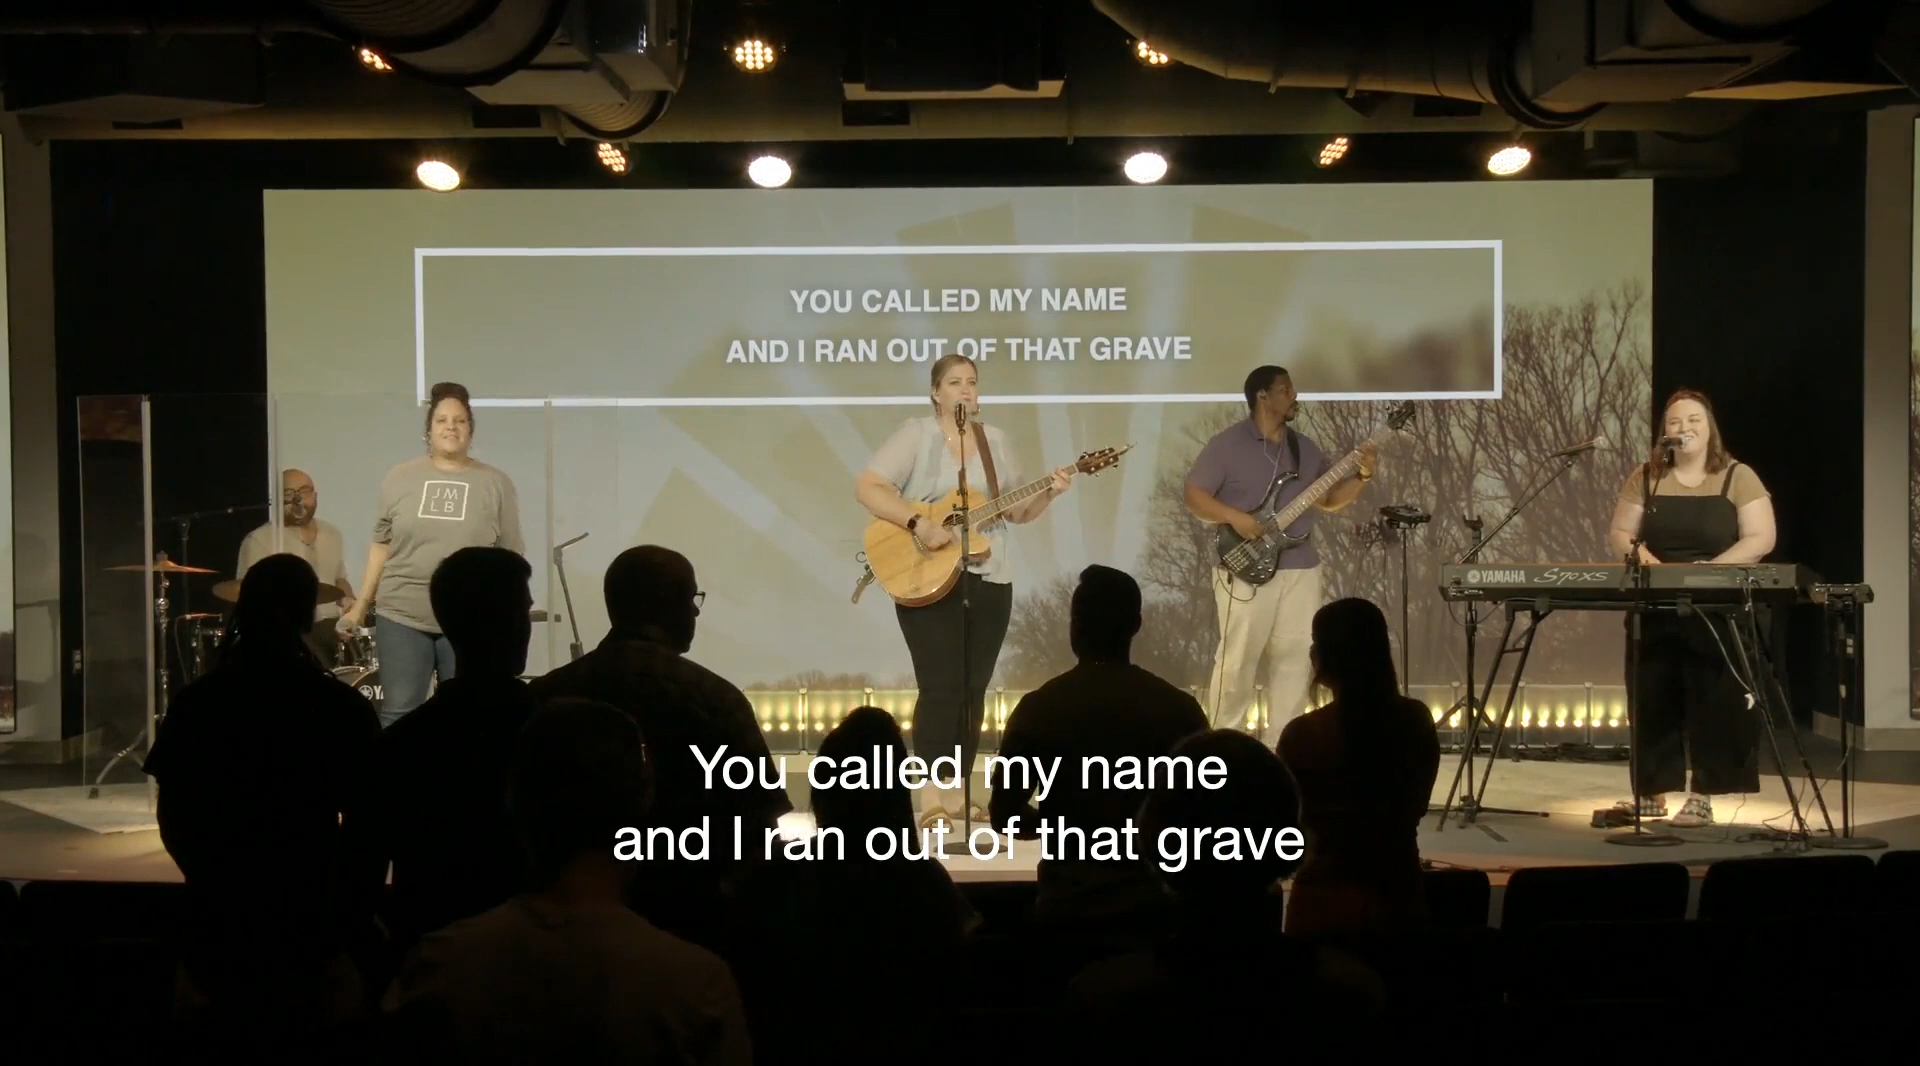 YOU CALLED MY NAME
AND I RAN OUT OF THAT GRAVE
JM
LB
YAMAHA S70XS
You called my name
and I ran out of that grave